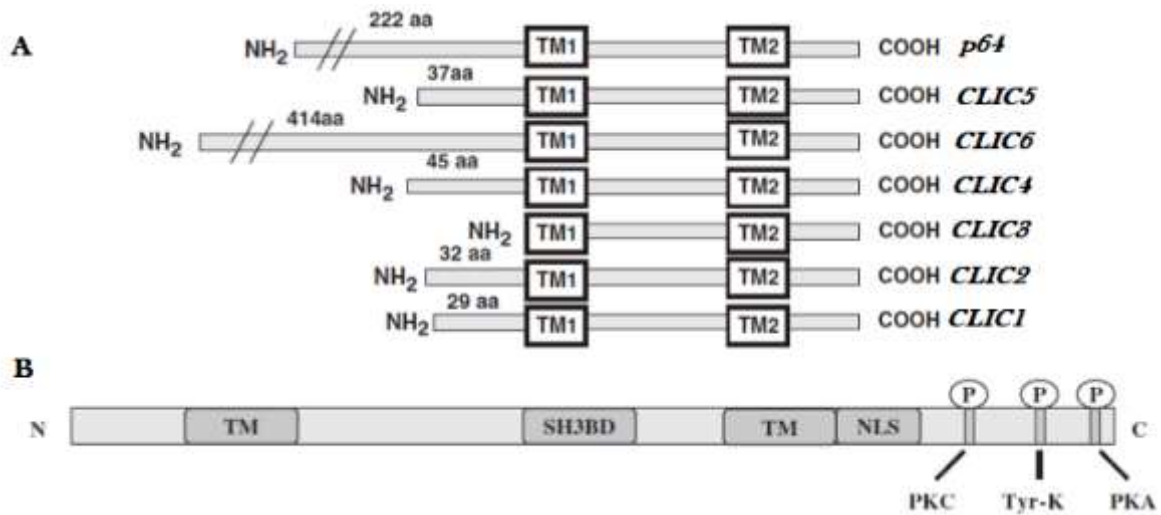 A
222 aa
NH2 TM1 TM2 COOH p64
37aa
NH2 TM1 TM2 COOH CLIC5
414aa
NH2 TM1 TM2 COOH CLIC6
45 aa
NH2 TM1 TM2 COOH CLIC4
NH2 TM1 TM2 COOH CLIC3
32 aa
NH2 TM1 TM2 COOH CLIC2
29 aa
NH2 TM1 TM2 COOH CLIC1
B
P P P
N TM SH3BD TM NLS C
PKC Tyr-K PKA